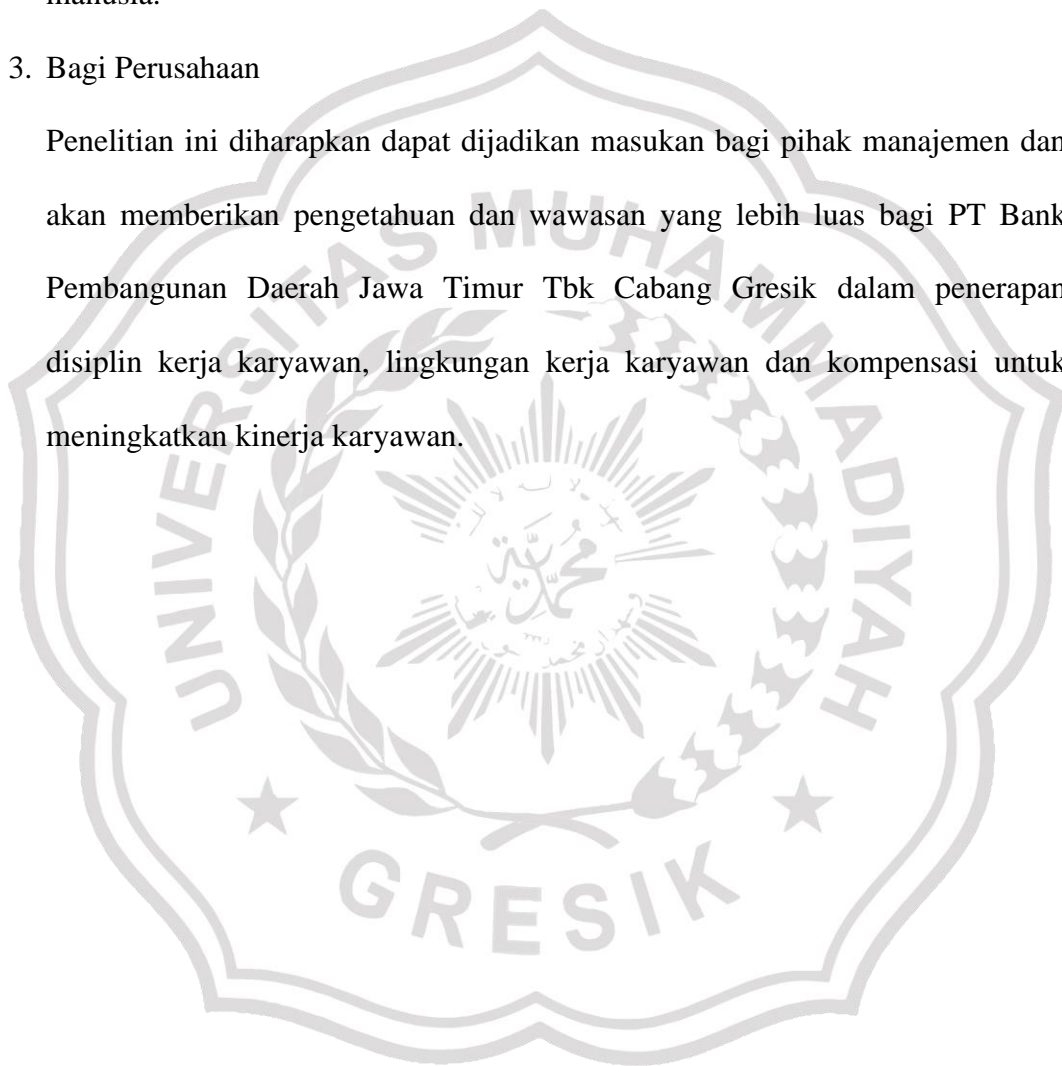 3. Bagi Perusahaan
Penelitian ini diharapkan dapat dijadikan masukan bagi pihak manajemen dan
akan memberikan pengetahuan dan wawasan yang lebih luas bagi PT Bank
Pembangunan Daerah Jawa Timur Tbk Cabang Gresik dalam penerapan
disiplin kerja karyawan, lingkungan kerja karyawan dan kompensasi untuk
meningkatkan kinerja karyawan.
UNIVERSITAS MUHAMMADIYAH
محمد
GRESIK